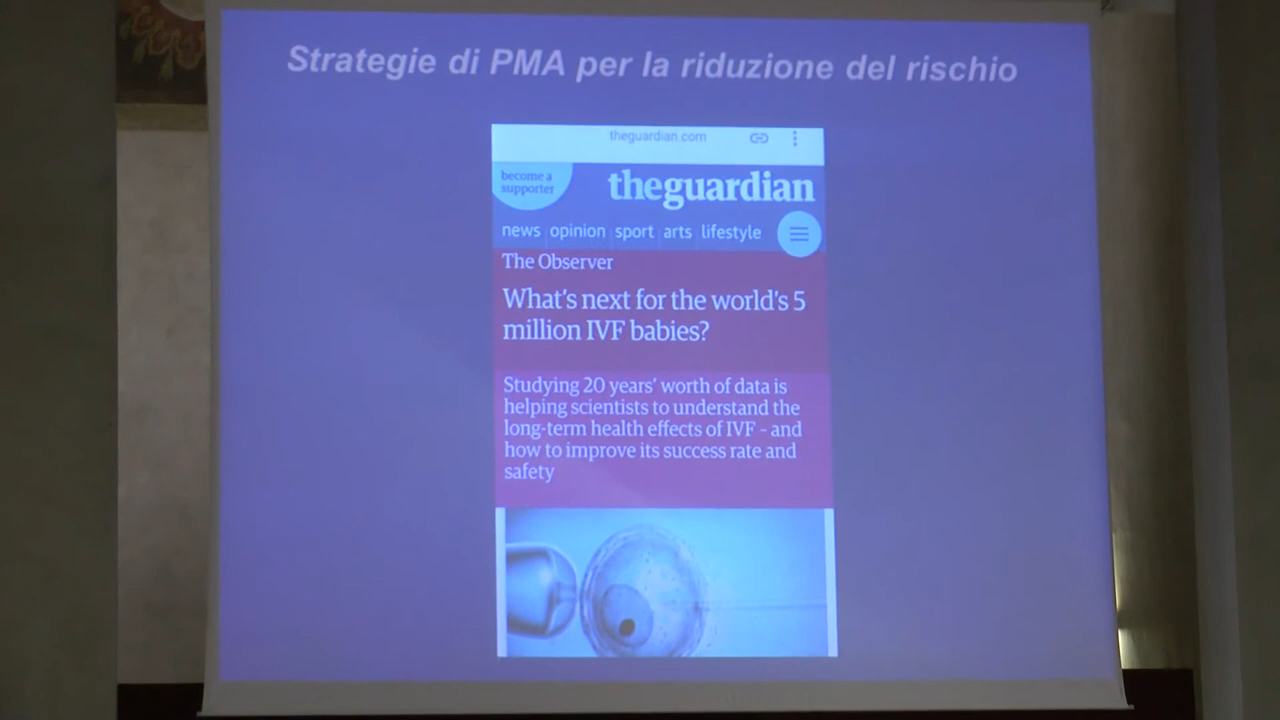 Strategie di PMA per la riduzione del rischio
theguardian.com
become a
supporter
theguardian
news opinion sport arts lifestyle
The Observer
What's next for the world's 5
million IVF babies?
Studying 20 years' worth of data is
helping scientists to understand the
long-term health effects of IVF – and
how to improve its success rate and
safety